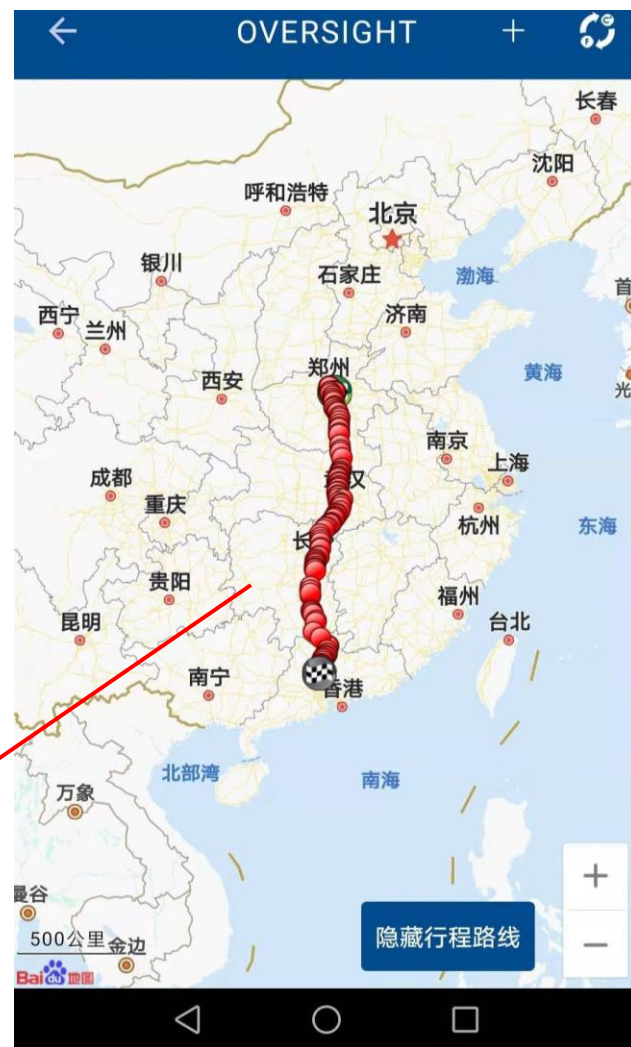 OVERSIGHT
长春
沈阳
呼和浩特
北京
银川
石家庄
渤海
首
西宁
兰州
济南
郑州
西安
黄海
光
南京
成都
上海
重庆
汉
杭州
东海
长
贵阳
福州
昆明
台北
南宁
香港
北部湾
南海
万象
曼谷
500公里
金边
隐藏行程路线
Bai du 地图